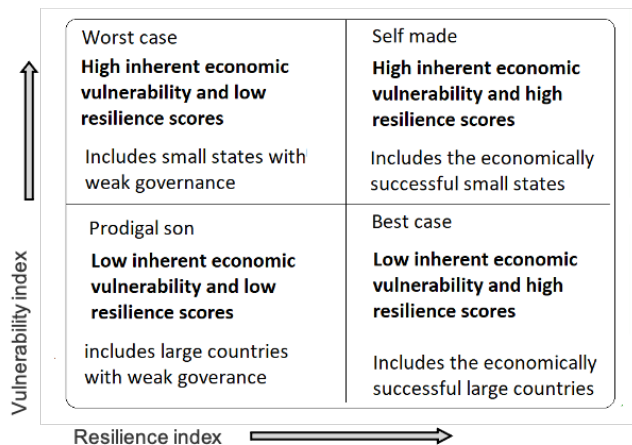 Worst case
High inherent economic
vulnerability and low
resilience scores
Includes small states with
weak governance
Self made
High inherent economic
vulnerability and high
resilience scores
Includes the economically
successful small states
Prodigal son
Low inherent economic
vulnerability and low
resilience scores
includes large countries
with weak goverance
Best case
Low inherent economic
vulnerability and high
resilience scores
Includes the economically
successful large countries
Vulnerability index
Resilience index